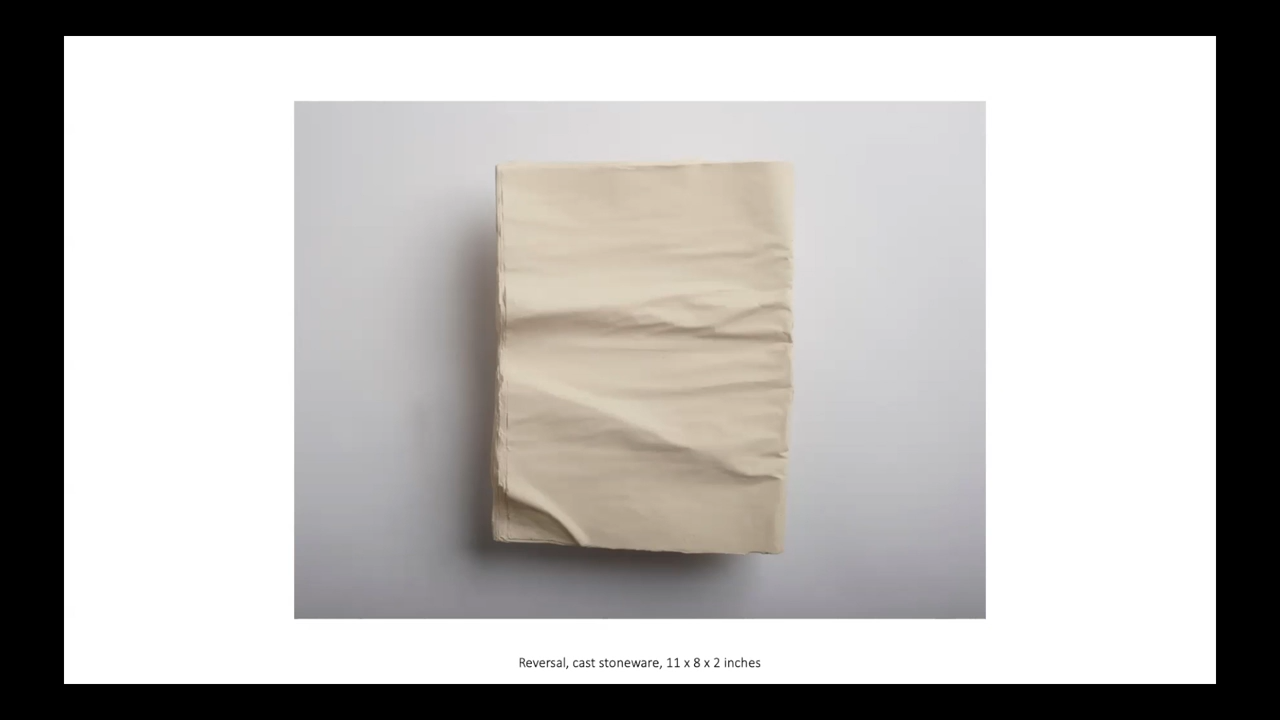 Reversal, cast stoneware, 11 x 8 x 2 inches